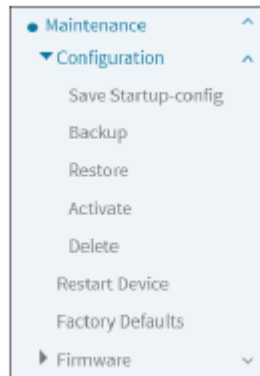 Maintenance
Configuration
Save Startup-config
Backup
Restore
Activate
Delete
Restart Device
Factory Defaults
Firmware